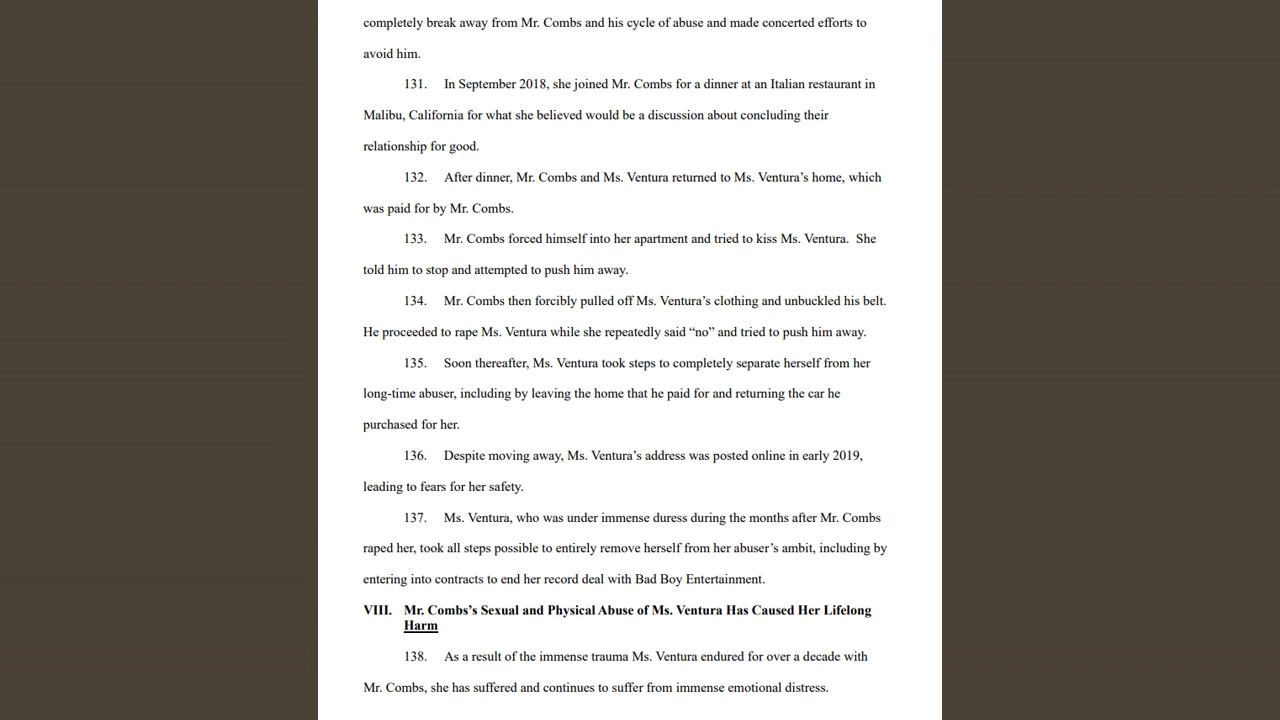 completely break away from Mr. Combs and his cycle of abuse and made concerted efforts to
avoid him.
131. In September 2018, she joined Mr. Combs for a dinner at an Italian restaurant in
Malibu, California for what she believed would be a discussion about concluding their
relationship for good.
132. After dinner, Mr. Combs and Ms. Ventura returned to Ms. Ventura’s home, which
was paid for by Mr. Combs.
133. Mr. Combs forced himself into her apartment and tried to kiss Ms. Ventura.  She
told him to stop and attempted to push him away.
134. Mr. Combs then forcibly pulled off Ms. Ventura’s clothing and unbuckled his belt.
He proceeded to rape Ms. Ventura while she repeatedly said “no” and tried to push him away.
135. Soon thereafter, Ms. Ventura took steps to completely separate herself from her
long-time abuser, including by leaving the home that he paid for and returning the car he
purchased for her.
136. Despite moving away, Ms. Ventura’s address was posted online in early 2019,
leading to fears for her safety.
137. Ms. Ventura, who was under immense duress during the months after Mr. Combs
raped her, took all steps possible to entirely remove herself from her abuser’s ambit, including by
entering into contracts to end her record deal with Bad Boy Entertainment.
VIII. Mr. Combs’s Sexual and Physical Abuse of Ms. Ventura Has Caused Her Lifelong
Harm
138. As a result of the immense trauma Ms. Ventura endured for over a decade with
Mr. Combs, she has suffered and continues to suffer from immense emotional distress.